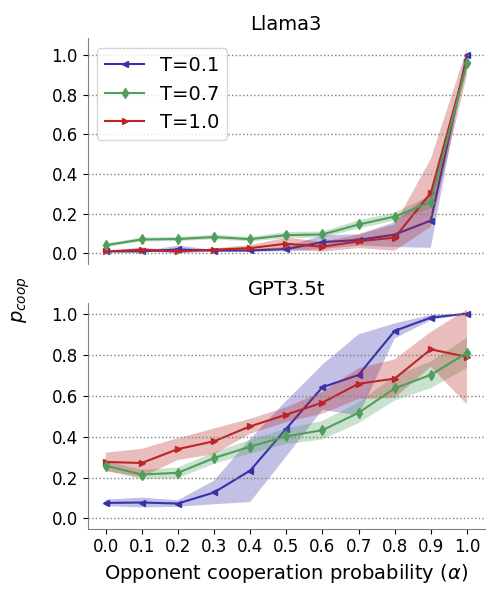 Llama3
1.0
0.8
0.6
0.4
0.2
0.0
T=0.1
T=0.7
T=1.0
p_coop
GPT3.5t
1.0
0.8
0.6
0.4
0.2
0.0
0.0 0.1 0.2 0.3 0.4 0.5 0.6 0.7 0.8 0.9 1.0
Opponent cooperation probability (α)